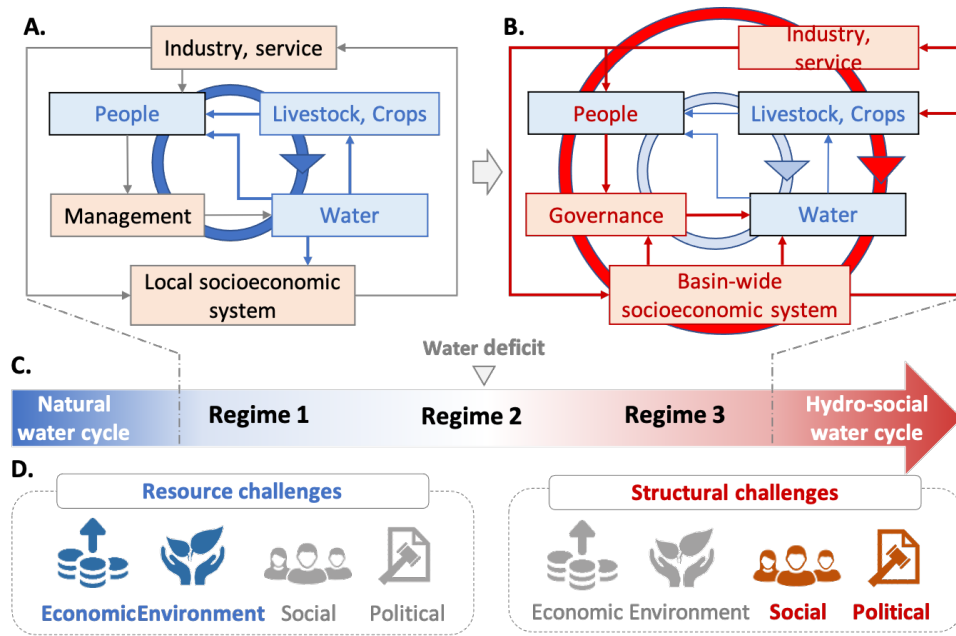 A.
Industry, service
People
Livestock, Crops
Management
Water
Local socioeconomic
system
B.
Industry,
service
People
Livestock, Crops
Governance
Water
Basin-wide
socioeconomic system
Water deficit
C.
Natural
water cycle
Regime 1
Regime 2
Regime 3
Hydro-social
water cycle
D.
Resource challenges
Economic
Environment
Social
Political
Structural challenges
Economic
Environment
Social
Political